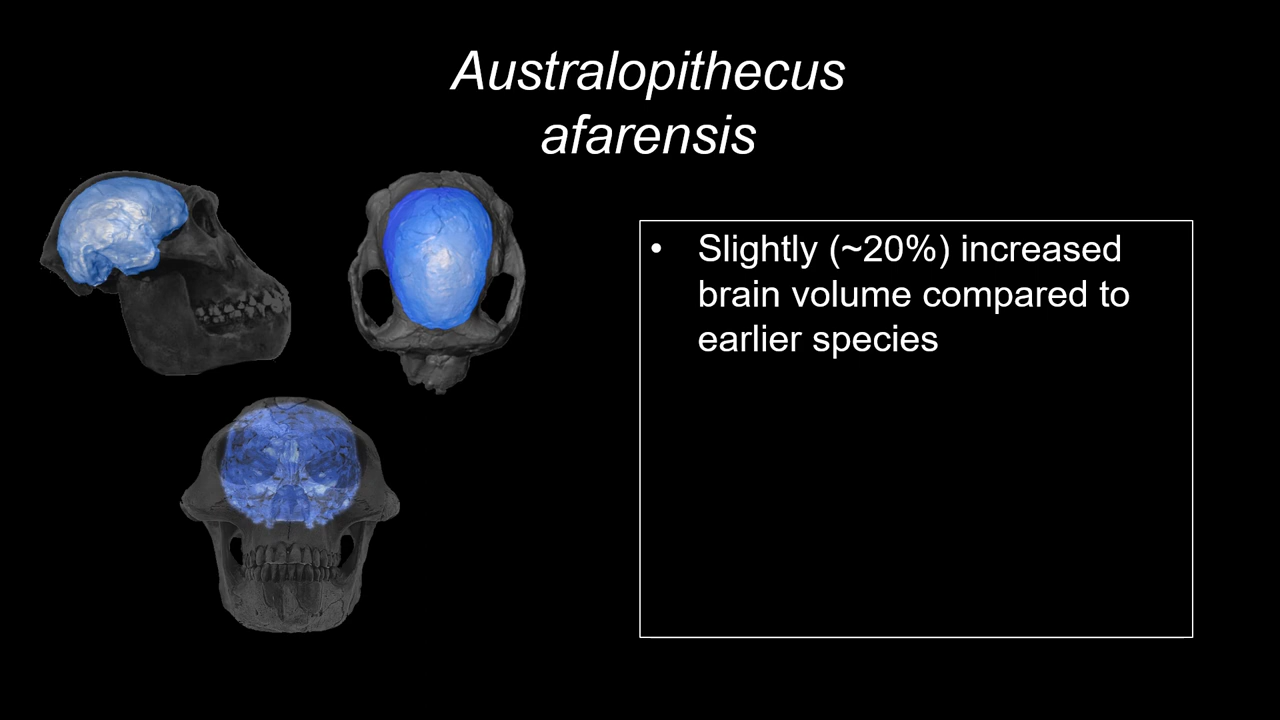 Australopithecus
afarensis
• Slightly (~20%) increased
brain volume compared to
earlier species